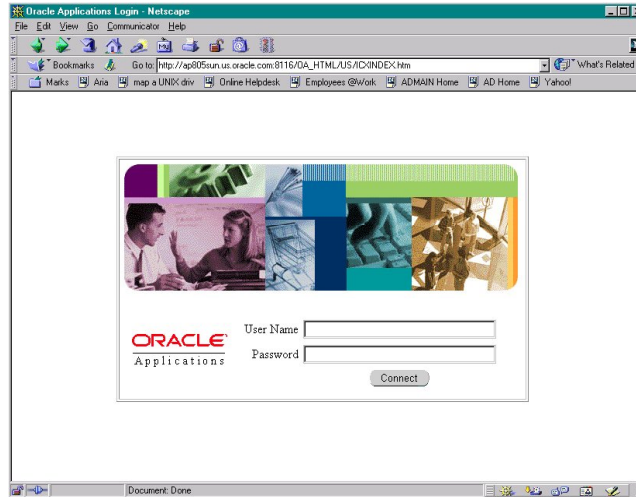 Oracle Applications Login - Netscape
File Edit View Go Communicator Help
Bookmarks Go to: http://ap805sun.us.oracle.com:8116/OA_HTML/US/ICXINDEX.htm What's Related
Marks Aria map a UNIX driv Online Helpdesk Employees @Work ADMAIN Home AD Home Yahoo!
User Name
ORACLE
Applications
Password
Connect
Document: Done